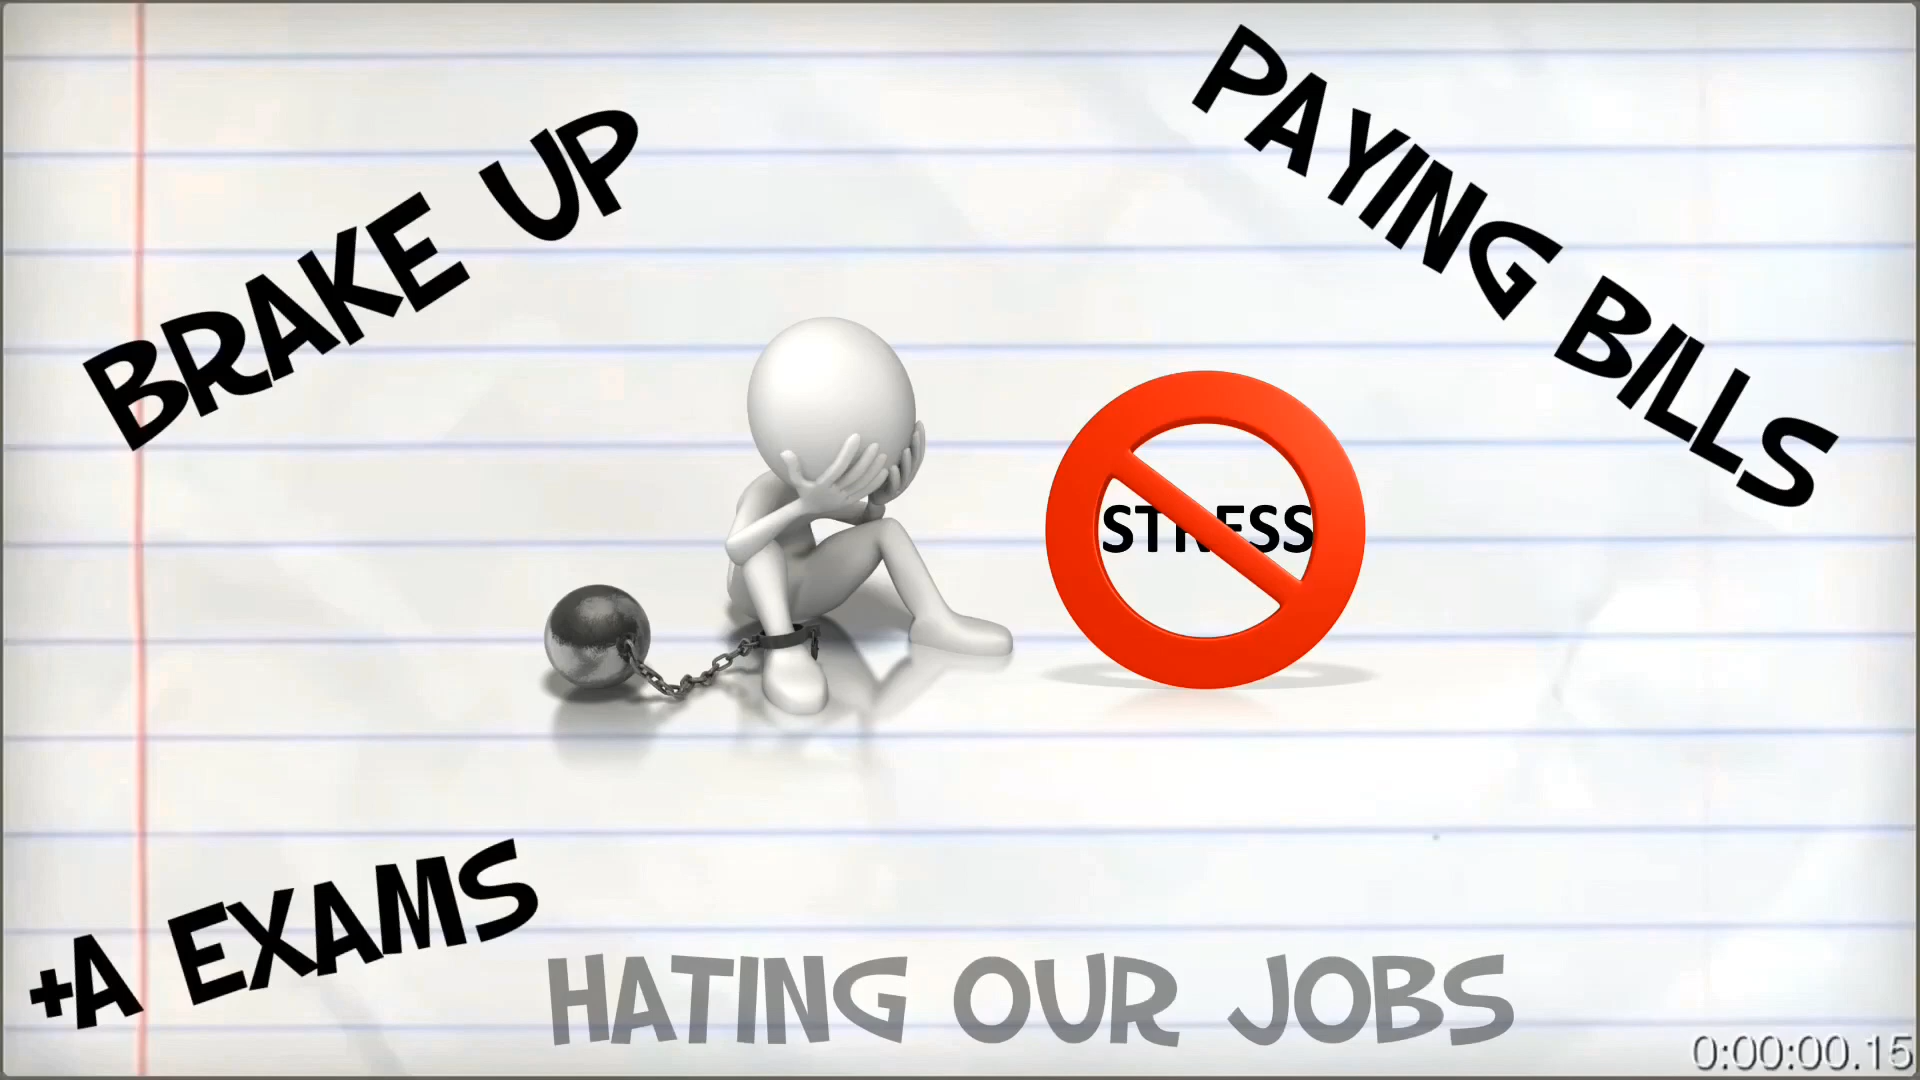 BRAKE UP
PAYING BILLS
STRESS
+A EXAMS
HATING OUR JOBS
0:00:00.15